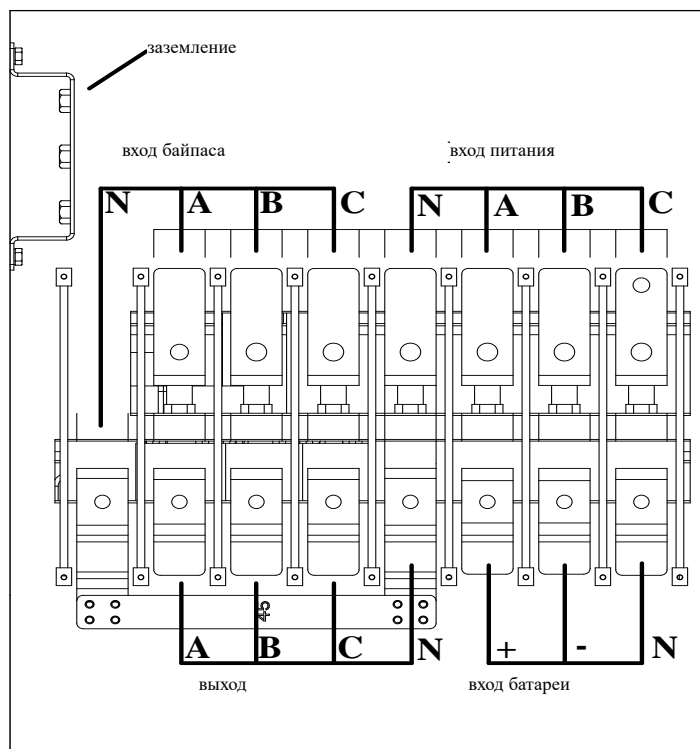 заземление
вход байпаса вход питания
N A B C N A B C
45
A B C N + - N
выход вход батареи